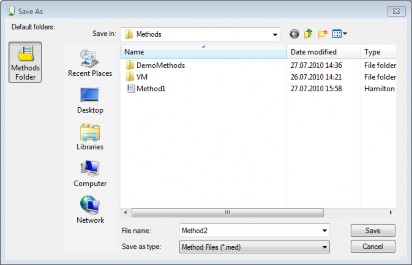 Save As
Default folders:
Methods Folder
Save in:
Methods
Name
Date modified
Type
DemoMethods
27.07.2010 14:36
File folder
VM
26.07.2010 14:21
File folder
Method1
27.07.2010 15:58
Hamilton
Recent Places
Desktop
Libraries
Computer
Network
File name:
Method2
Save
Save as type:
Method Files (*.med)
Cancel